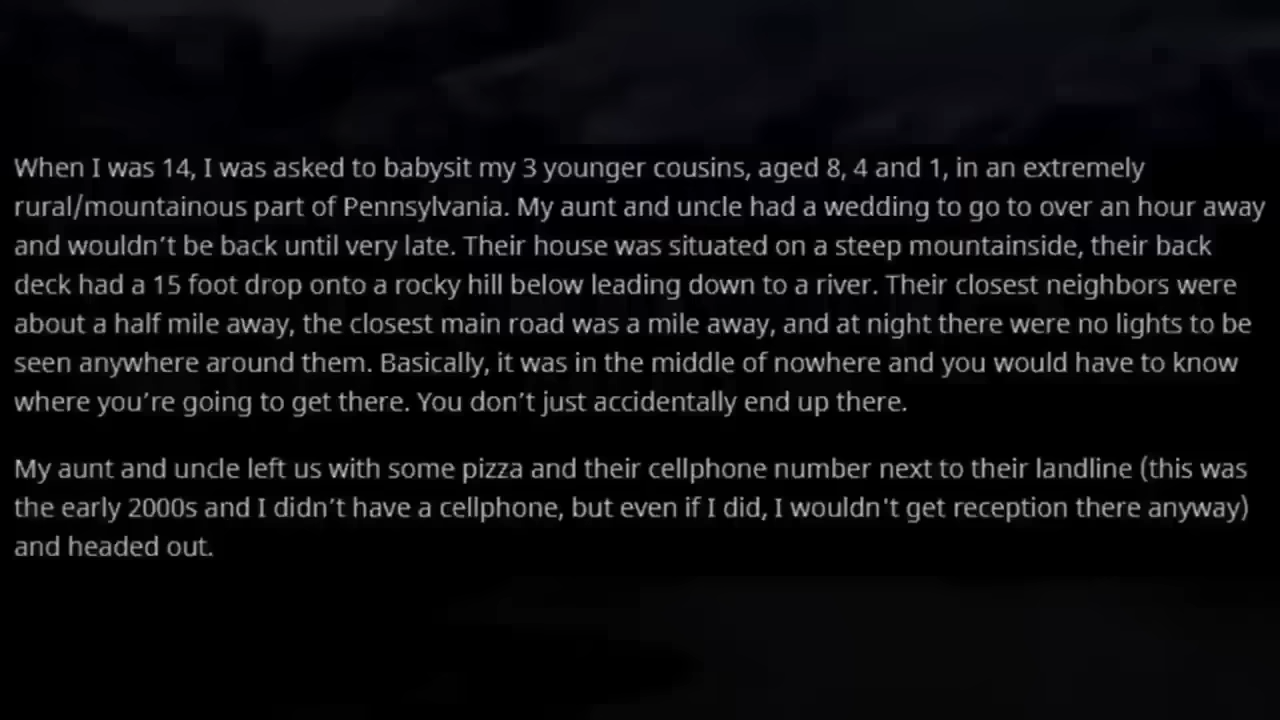 When I was 14, I was asked to babysit my 3 younger cousins, aged 8, 4 and 1, in an extremely
rural/mountainous part of Pennsylvania. My aunt and uncle had a wedding to go to over an hour away
and wouldn’t be back until very late. Their house was situated on a steep mountainside, their back
deck had a 15 foot drop onto a rocky hill below leading down to a river. Their closest neighbors were
about a half mile away, the closest main road was a mile away, and at night there were no lights to be
seen anywhere around them. Basically, it was in the middle of nowhere and you would have to know
where you’re going to get there. You don’t just accidentally end up there.
My aunt and uncle left us with some pizza and their cellphone number next to their landline (this was
the early 2000s and I didn’t have a cellphone, but even if I did, I wouldn't get reception there anyway)
and headed out.